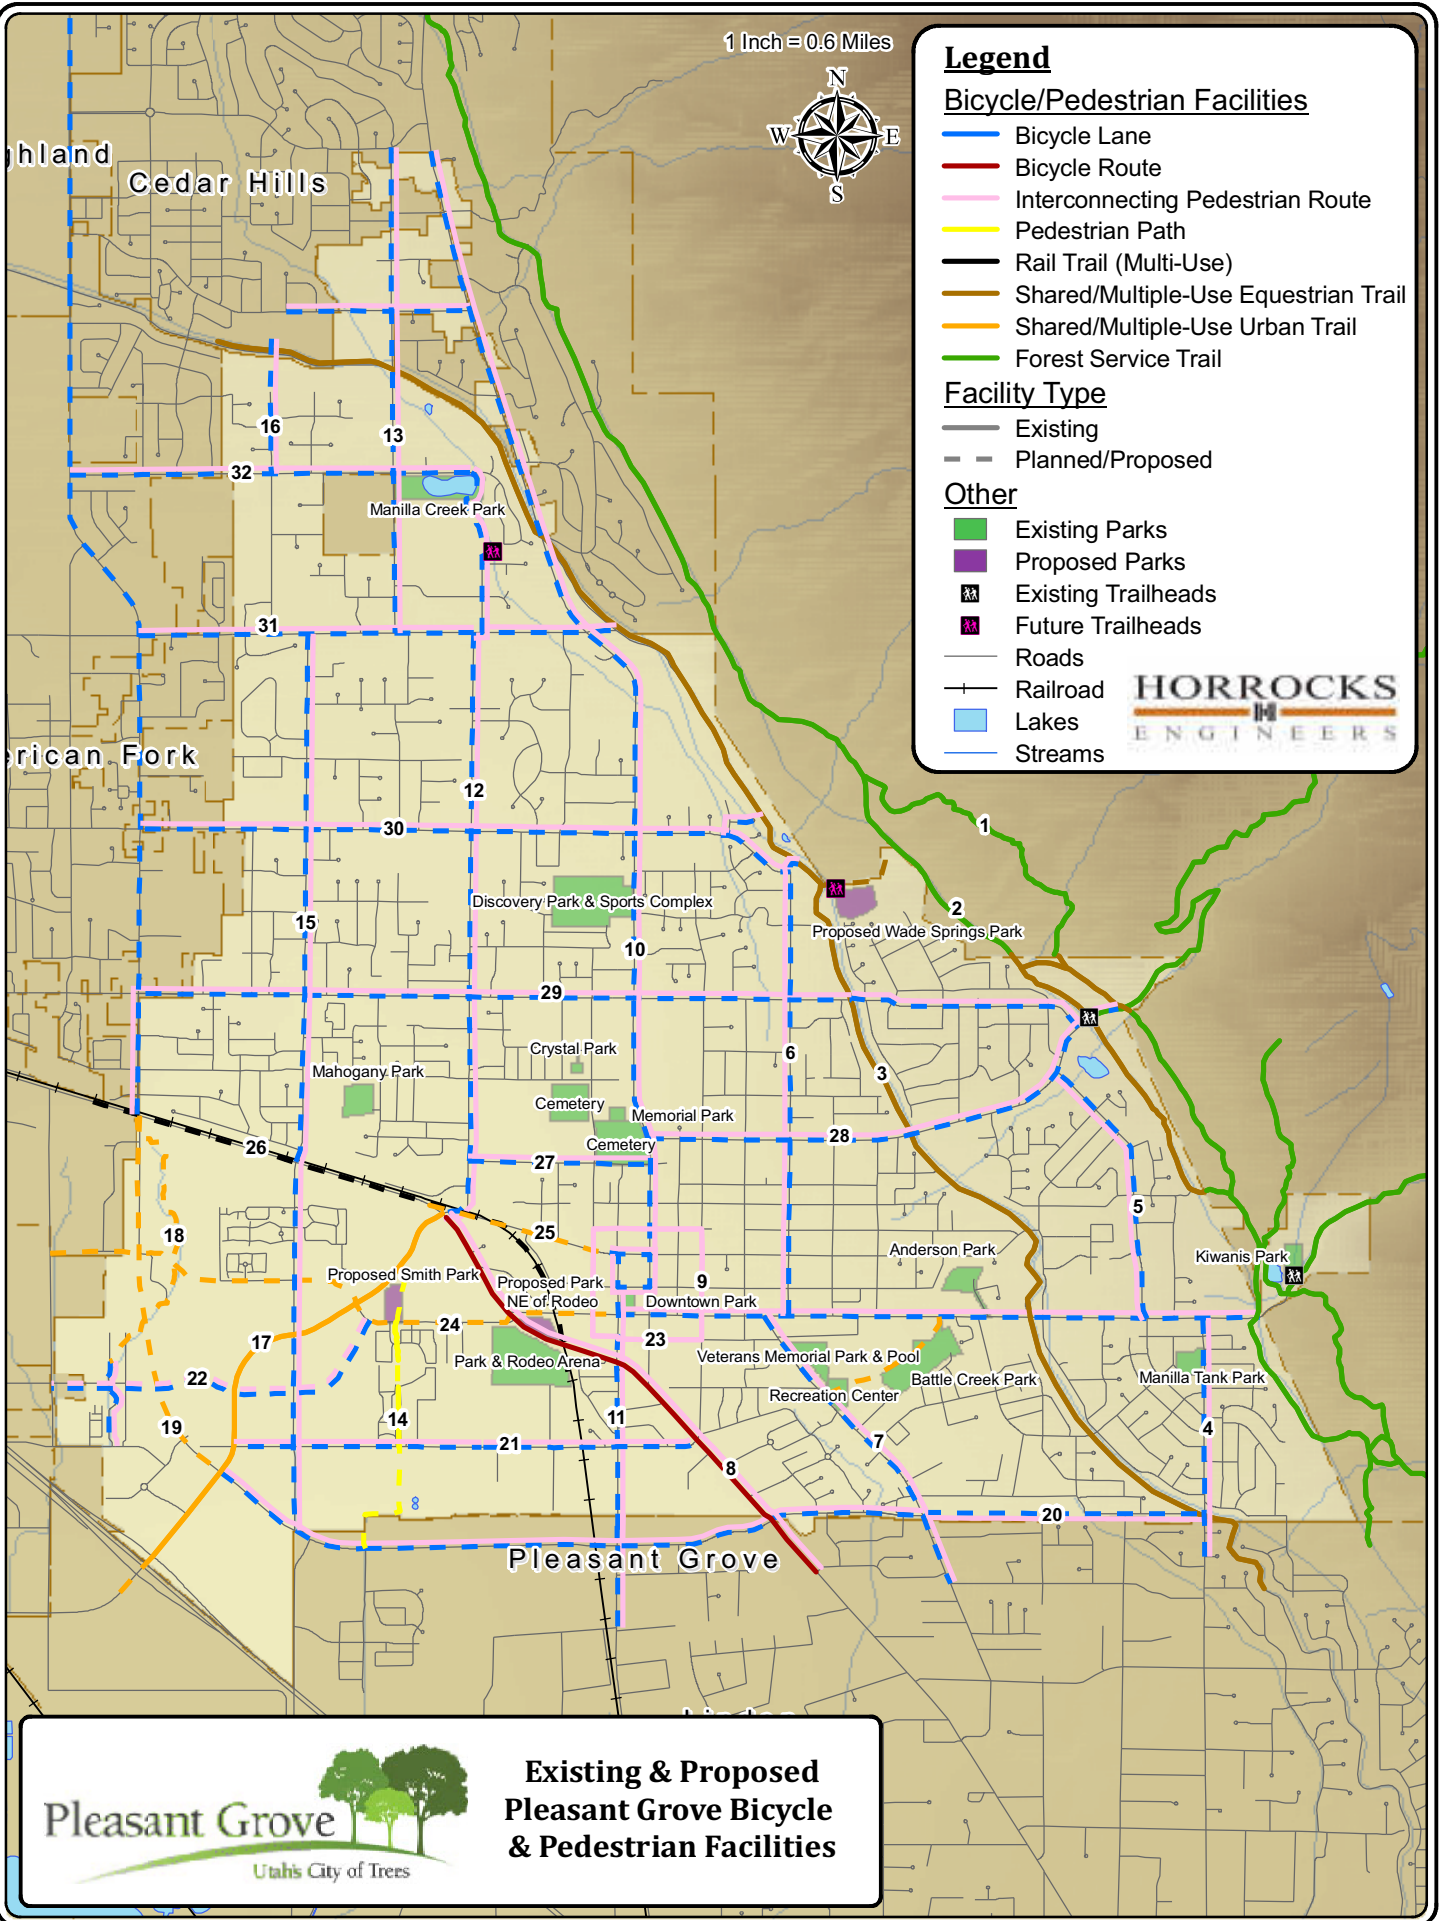 1 Inch = 0.6 Miles
N
W E
S
Legend
Bicycle/Pedestrian Facilities
Bicycle Lane
Bicycle Route
Interconnecting Pedestrian Route
Pedestrian Path
Rail Trail (Multi-Use)
Shared/Multiple-Use Equestrian Trail
Shared/Multiple-Use Urban Trail
Forest Service Trail
Facility Type
Existing
Planned/Proposed
Other
Existing Parks
Proposed Parks
Existing Trailheads
Future Trailheads
Roads
Railroad
Lakes
Streams
HORROCKS
ENGINEERS
ghland
Cedar Hills
16
13
32
Manilla Creek Park
31
erican Fork
12
30
1
Discovery Park & Sports Complex
2
15
Proposed Wade Springs Park
10
29
Crystal Park
6
Mahogany Park
3
Cemetery
Memorial Park
28
Cemetery
26
27
5
18
25
Anderson Park
Kiwanis Park
Proposed Smith Park
Proposed Park
NE of Rodeo
9
Downtown Park
24
17
23
Park & Rodeo Arena
Veterans Memorial Park & Pool
22
Battle Creek Park
Manilla Tank Park
Recreation Center
19
14
11
4
21
7
8
20
Pleasant Grove
Pleasant Grove
Utah's City of Trees
Existing & Proposed
Pleasant Grove Bicycle
& Pedestrian Facilities